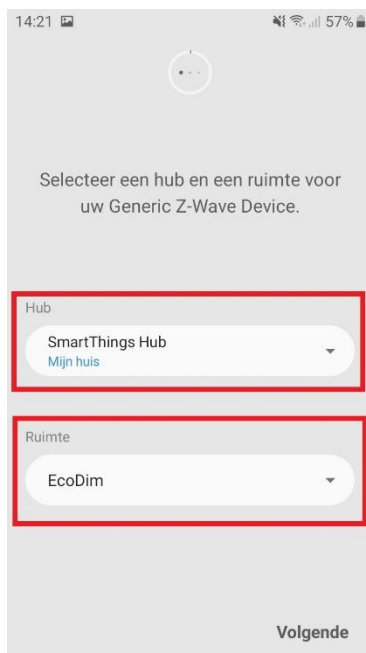 14:21 57%
Selecteer een hub en een ruimte voor
uw Generic Z-Wave Device.
Hub
SmartThings Hub
Mijn huis
Ruimte
EcoDim
Volgende